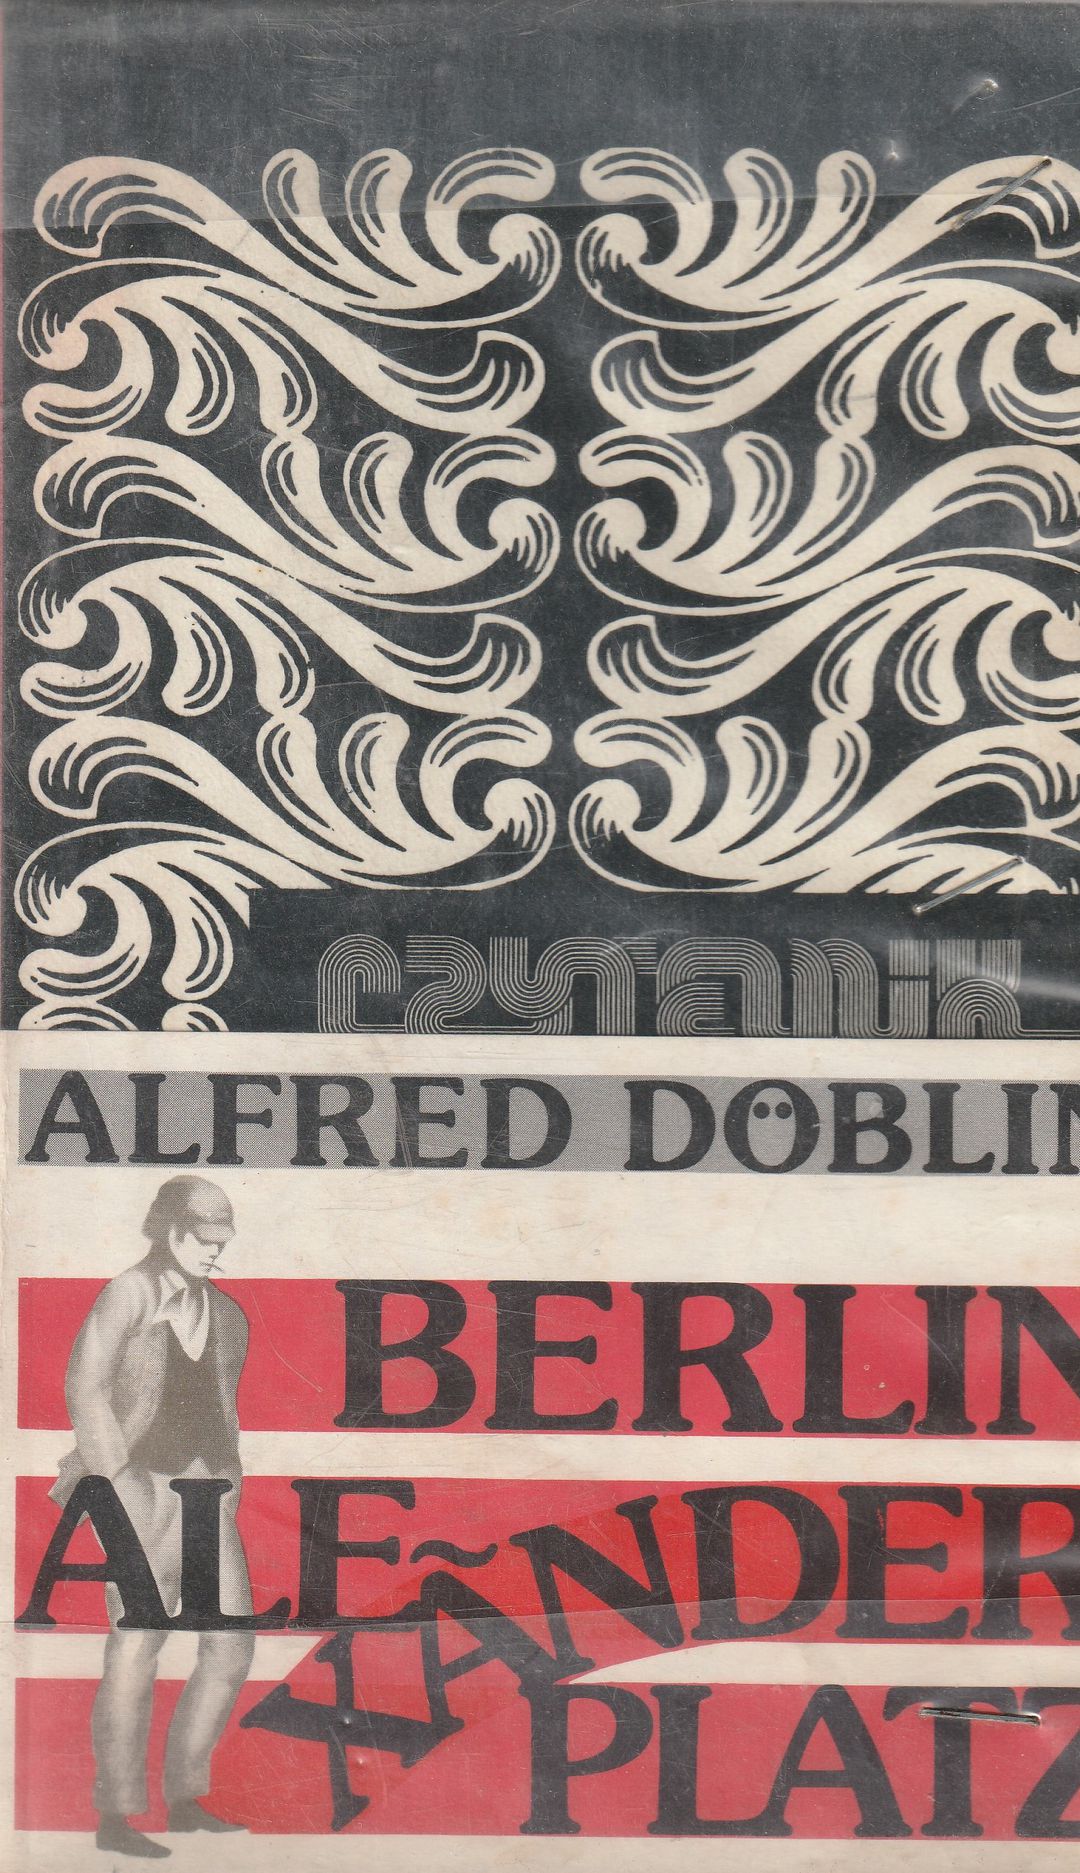 czytelnik
ALFRED DÖBLIN
BERLIN
ALEXANDER
PLATZ